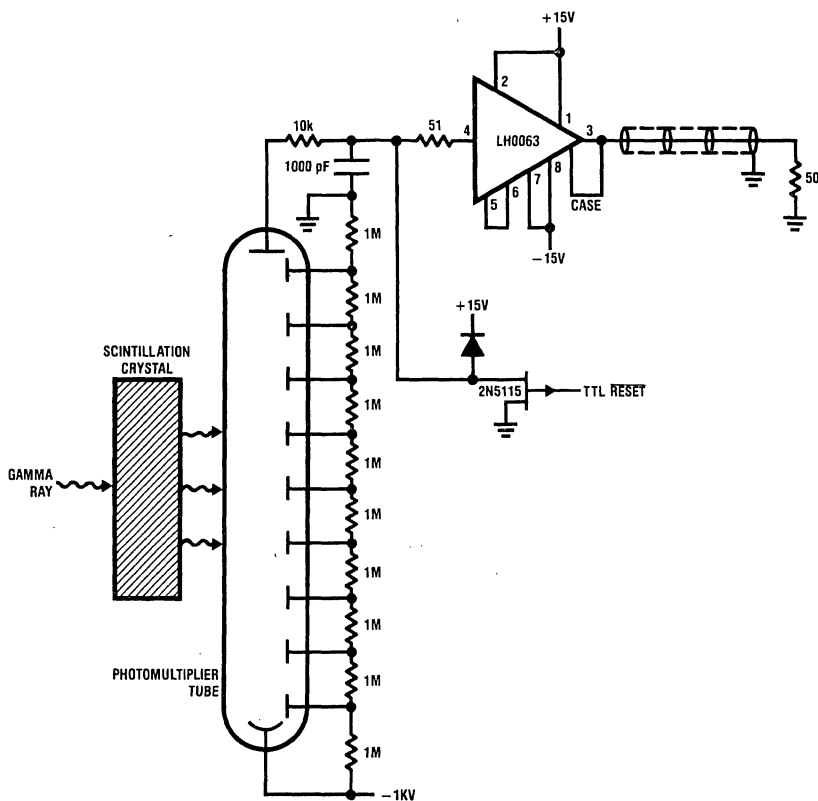 +15V
2
1
10k
51
4
LH0063
3
1000 pF
8
7
6
5
50
CASE
1M
−15V
1M
+15V
1M
SCINTILLATION
CRYSTAL
2N5115
TTL RESET
1M
1M
GAMMA
RAY
1M
1M
1M
PHOTOMULTIPLIER
TUBE
1M
1M
−1KV